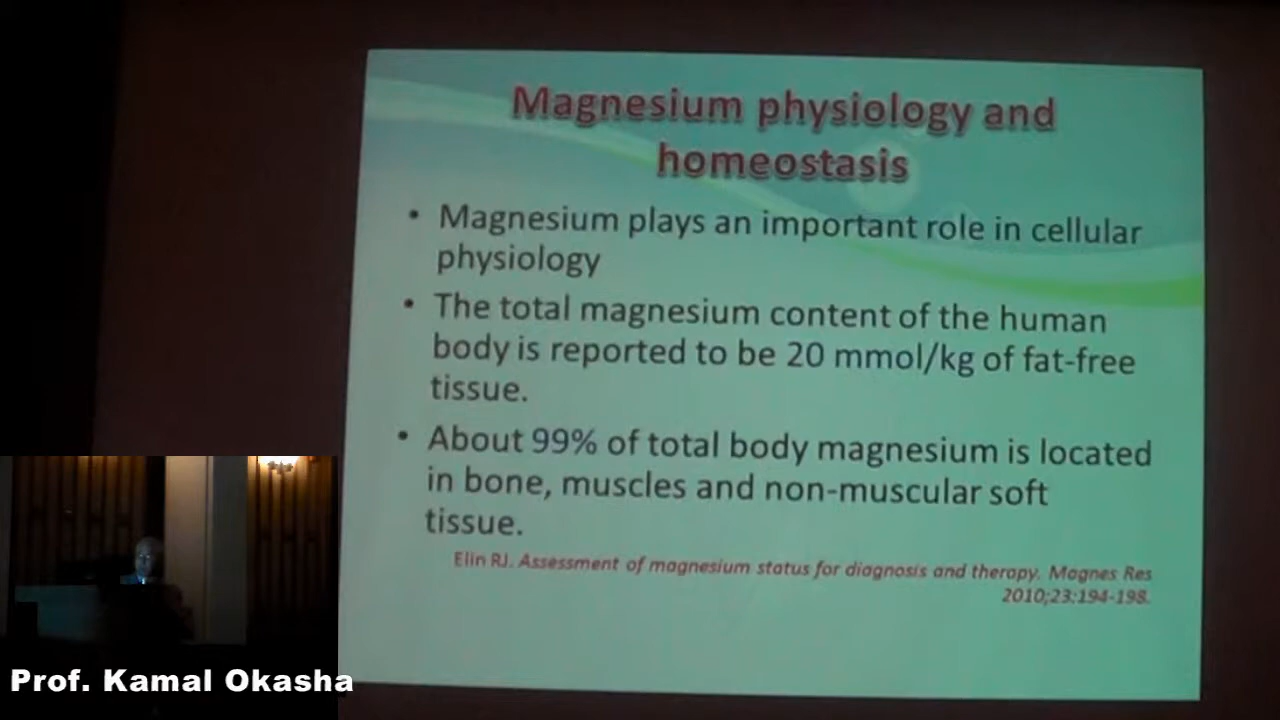 Magnesium physiology and
homeostasis
• Magnesium plays an important role in cellular
physiology
• The total magnesium content of the human
body is reported to be 20 mmol/kg of fat-free
tissue.
• About 99% of total body magnesium is located
in bone, muscles and non-muscular soft
tissue.
Elin RJ. Assessment of magnesium status for diagnosis and therapy. Magnes Res
2010;23:194-198.
Prof. Kamal Okasha